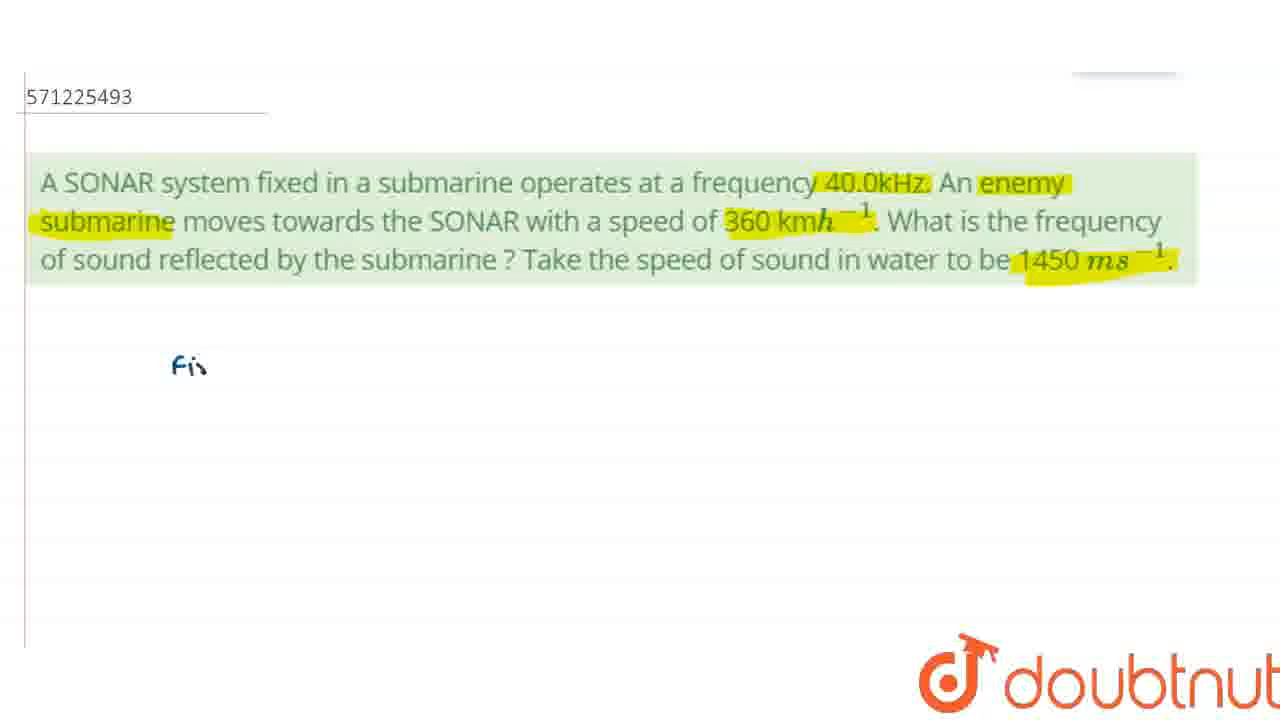 571225493
A SONAR system fixed in a submarine operates at a frequency 40.0kHz. An enemy
submarine moves towards the SONAR with a speed of 360 kmh⁻¹. What is the frequency
of sound reflected by the submarine ? Take the speed of sound in water to be 1450 ms⁻¹.
doubtnut